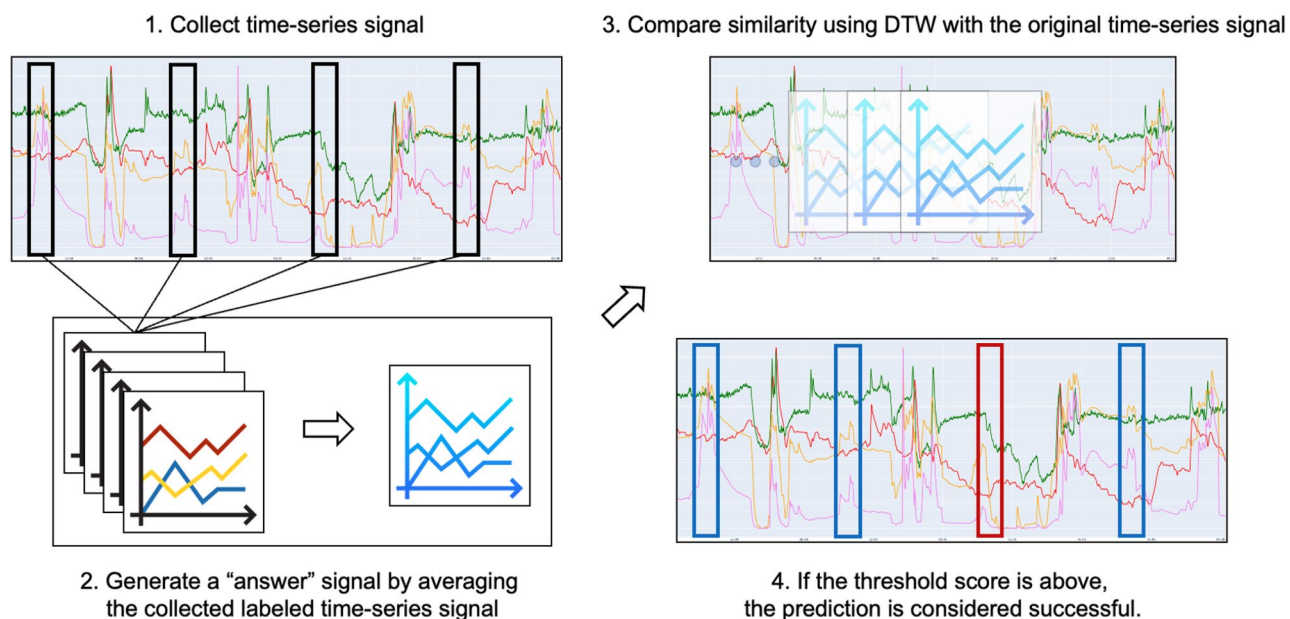 1. Collect time-series signal
2. Generate a “answer” signal by averaging
the collected labeled time-series signal
3. Compare similarity using DTW with the original time-series signal
4. If the threshold score is above,
the prediction is considered successful.